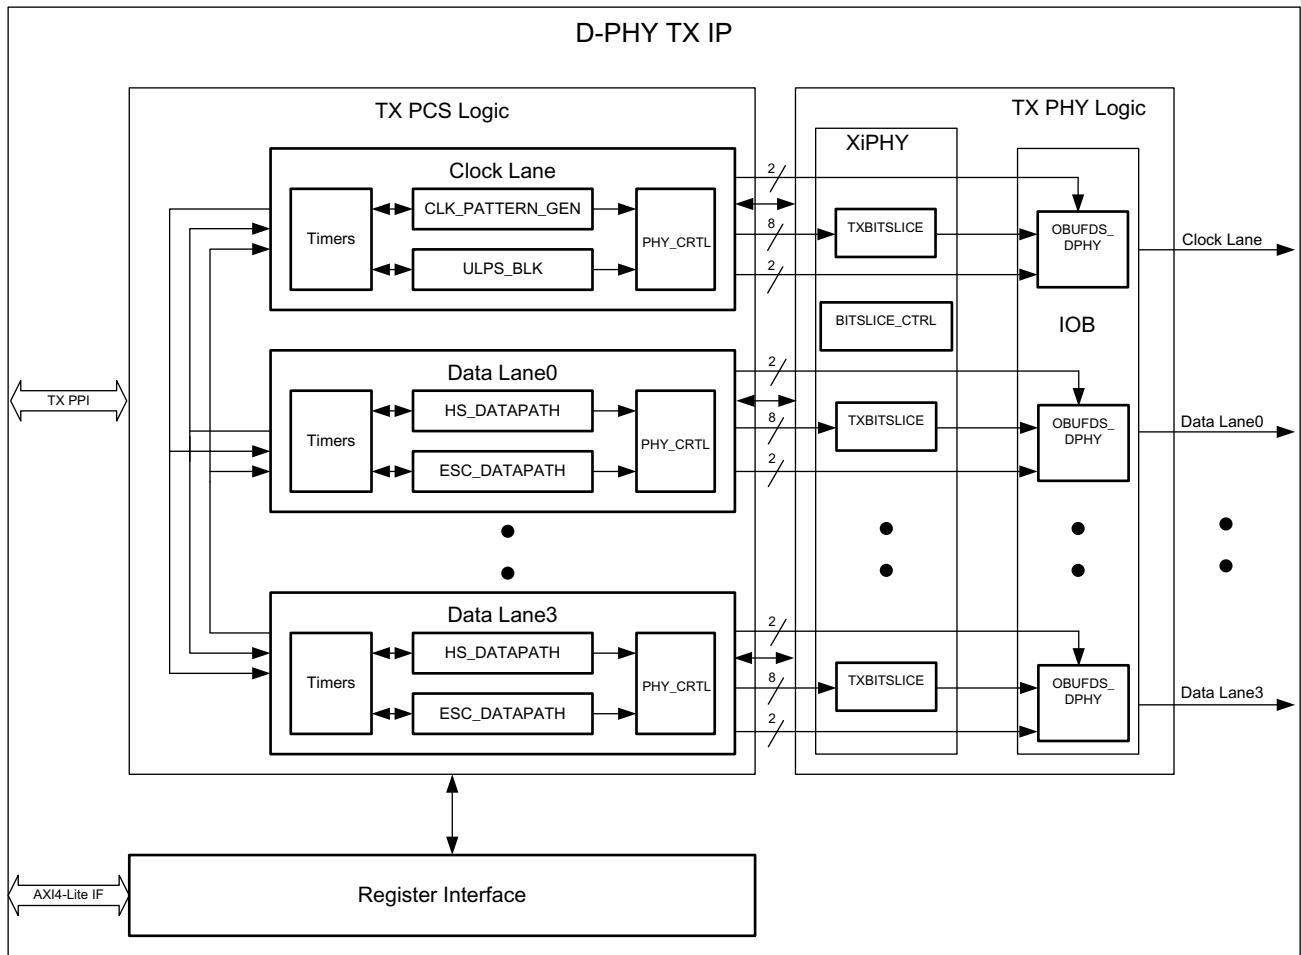 D-PHY TX IP
TX PCS Logic
TX PHY Logic
XiPHY
Clock Lane
Timers
CLK_PATTERN_GEN
ULPS_BLK
PHY_CRTL
2
8
2
TXBITSLICE
OBUFDS_
DPHY
Clock Lane
BITSLICE_CTRL
IOB
TX PPI
Data Lane0
Timers
HS_DATAPATH
ESC_DATAPATH
PHY_CRTL
2
8
2
TXBITSLICE
OBUFDS_
DPHY
Data Lane0
Data Lane3
Timers
HS_DATAPATH
ESC_DATAPATH
PHY_CRTL
2
8
2
TXBITSLICE
OBUFDS_
DPHY
Data Lane3
AXI4-Lite IF
Register Interface